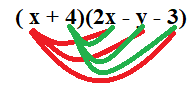 ( x + 4)(2x - y - 3)